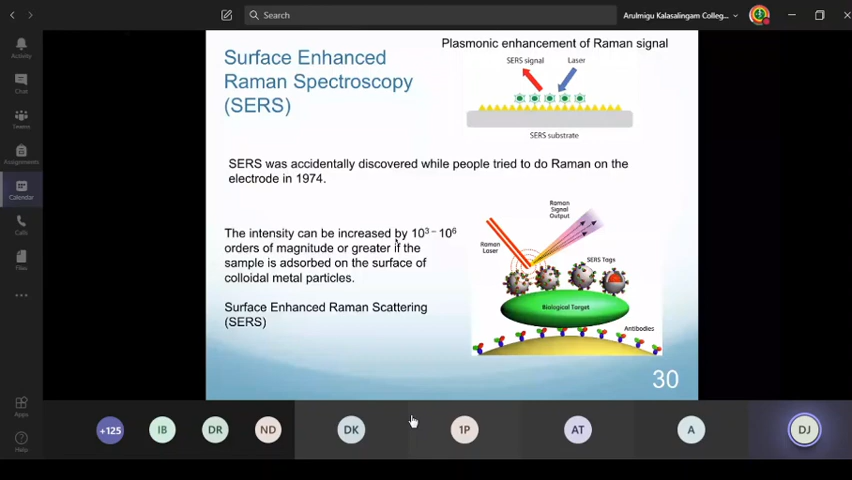 Search
Arulmigu Kalasalingam Colleg...
Activity
Chat
Teams
Assignments
Calendar
Calls
Files
Apps
Help
Surface Enhanced
Raman Spectroscopy
(SERS)
Plasmonic enhancement of Raman signal
SERS signal
Laser
SERS substrate
SERS was accidentally discovered while people tried to do Raman on the
electrode in 1974.
The intensity can be increased by 10³ – 10⁶
orders of magnitude or greater if the
sample is adsorbed on the surface of
colloidal metal particles.
Surface Enhanced Raman Scattering
(SERS)
Raman
Signal
Output
Raman
Laser
SERS Tags
Biological Target
Antibodies
30
+125
IB
DR
ND
DK
1P
AT
A
DJ